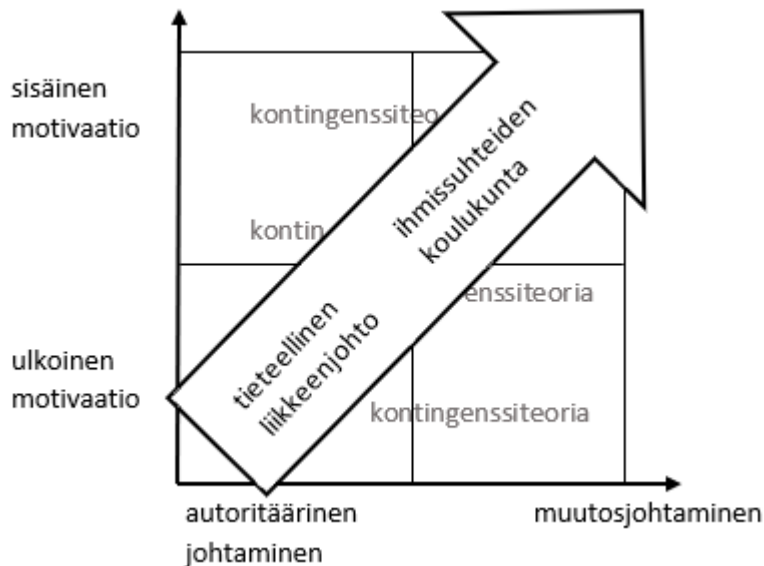 sisäinen
motivaatio
kontingenssiteo
kontin
ihmissuhteiden
koulukunta
enssiteoria
tieteellinen
liikkeenjohto
ulkoinen
motivaatio
kontingenssiteoria
autoritäärinen
johtaminen
muutosjohtaminen